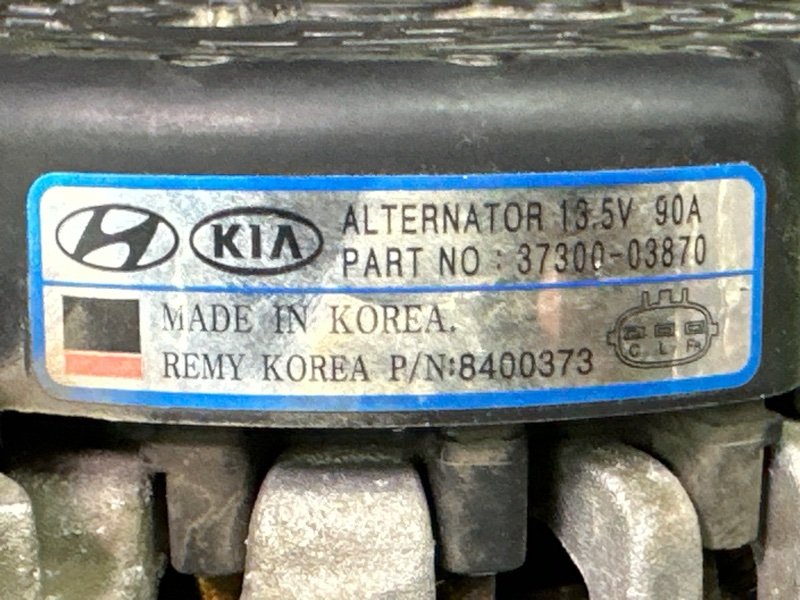 KIA ALTERNATOR 13.5V 90A
PART NO : 37300-03870
MADE IN KOREA.
REMY KOREA P/N:8400373
C L FR